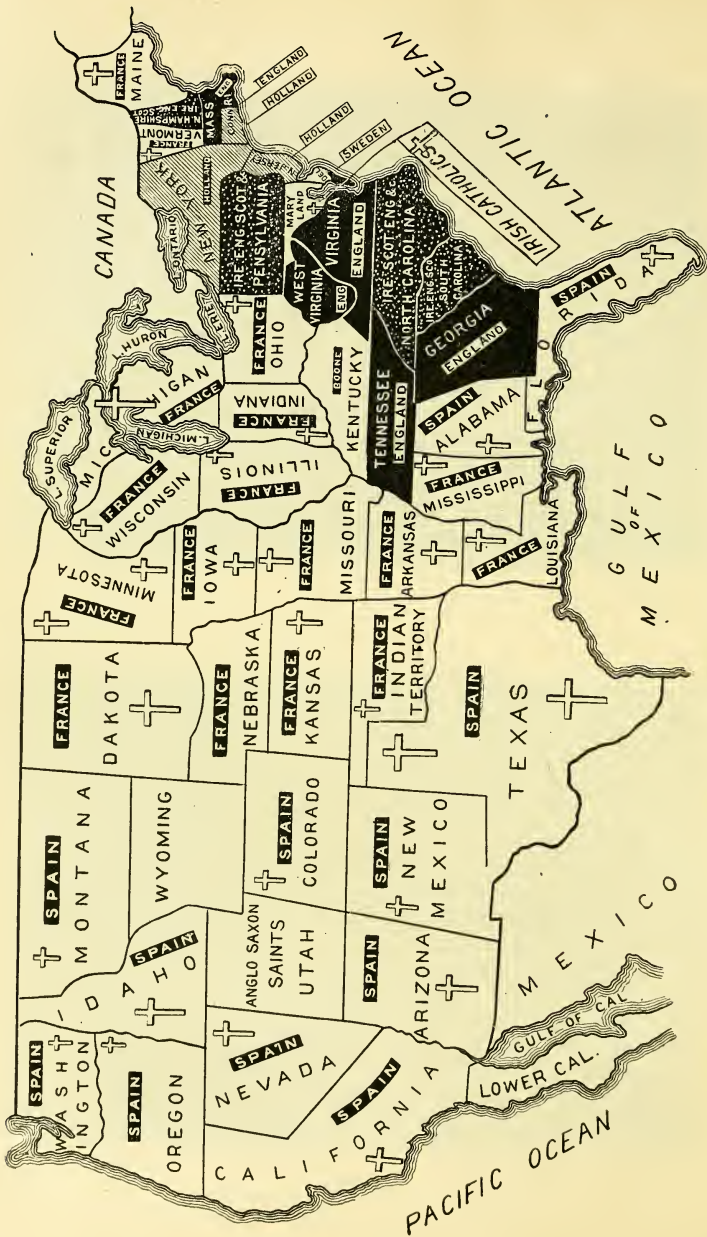 CANADA
ATLANTIC OCEAN
FRANCE
MAINE
N. HAMPSHIRE
IRE. ENG. SCOT
VERMONT
FRANCE
MASS
ENG
CONN
R.I.
ENGLAND
HOLLAND
NEW YORK
HOLLAND
L. ONTARIO
L. ERIE
L. HURON
L. MICHIGAN
L. SUPERIOR
N. JERSEY
HOLLAND
DEL
SWEDEN
IRISH CATHOLICS
IRE. ENG. SCOT &
PENSYLVANIA
MARY
LAND
WEST
VIRGINIA
ENG
VIRGINIA
ENGLAND
IRE. SCOT. ENG &
NORTH CAROLINA
IRE. ENG. SCO
SOUTH
CAROLINA
GEORGIA
ENGLAND
SPAIN
FLORIDA
FRANCE
OHIO
INDIANA
FRANCE
MICHIGAN
FRANCE
BOONE
KENTUCKY
TENNESSEE
ENGLAND
SPAIN
ALABAMA
FRANCE
MISSISSIPPI
FRANCE
WISCONSIN
ILLINOIS
FRANCE
MINNESOTA
FRANCE
FRANCE
IOWA
FRANCE
MISSOURI
FRANCE
ARKANSAS
FRANCE
LOUISIANA
GULF
OF
MEXICO
FRANCE
DAKOTA
FRANCE
NEBRASKA
FRANCE
KANSAS
FRANCE
INDIAN
TERRITORY
SPAIN
TEXAS
SPAIN
MONTANA
WYOMING
SPAIN
COLORADO
SPAIN
NEW
MEXICO
SPAIN
IDAHO
ANGLO SAXON
SAINTS
UTAH
SPAIN
ARIZONA
MEXICO
SPAIN
WASH
INGTON
SPAIN
OREGON
SPAIN
NEVADA
SPAIN
CALIFORNIA
GULF OF CAL.
LOWER CAL.
PACIFIC OCEAN